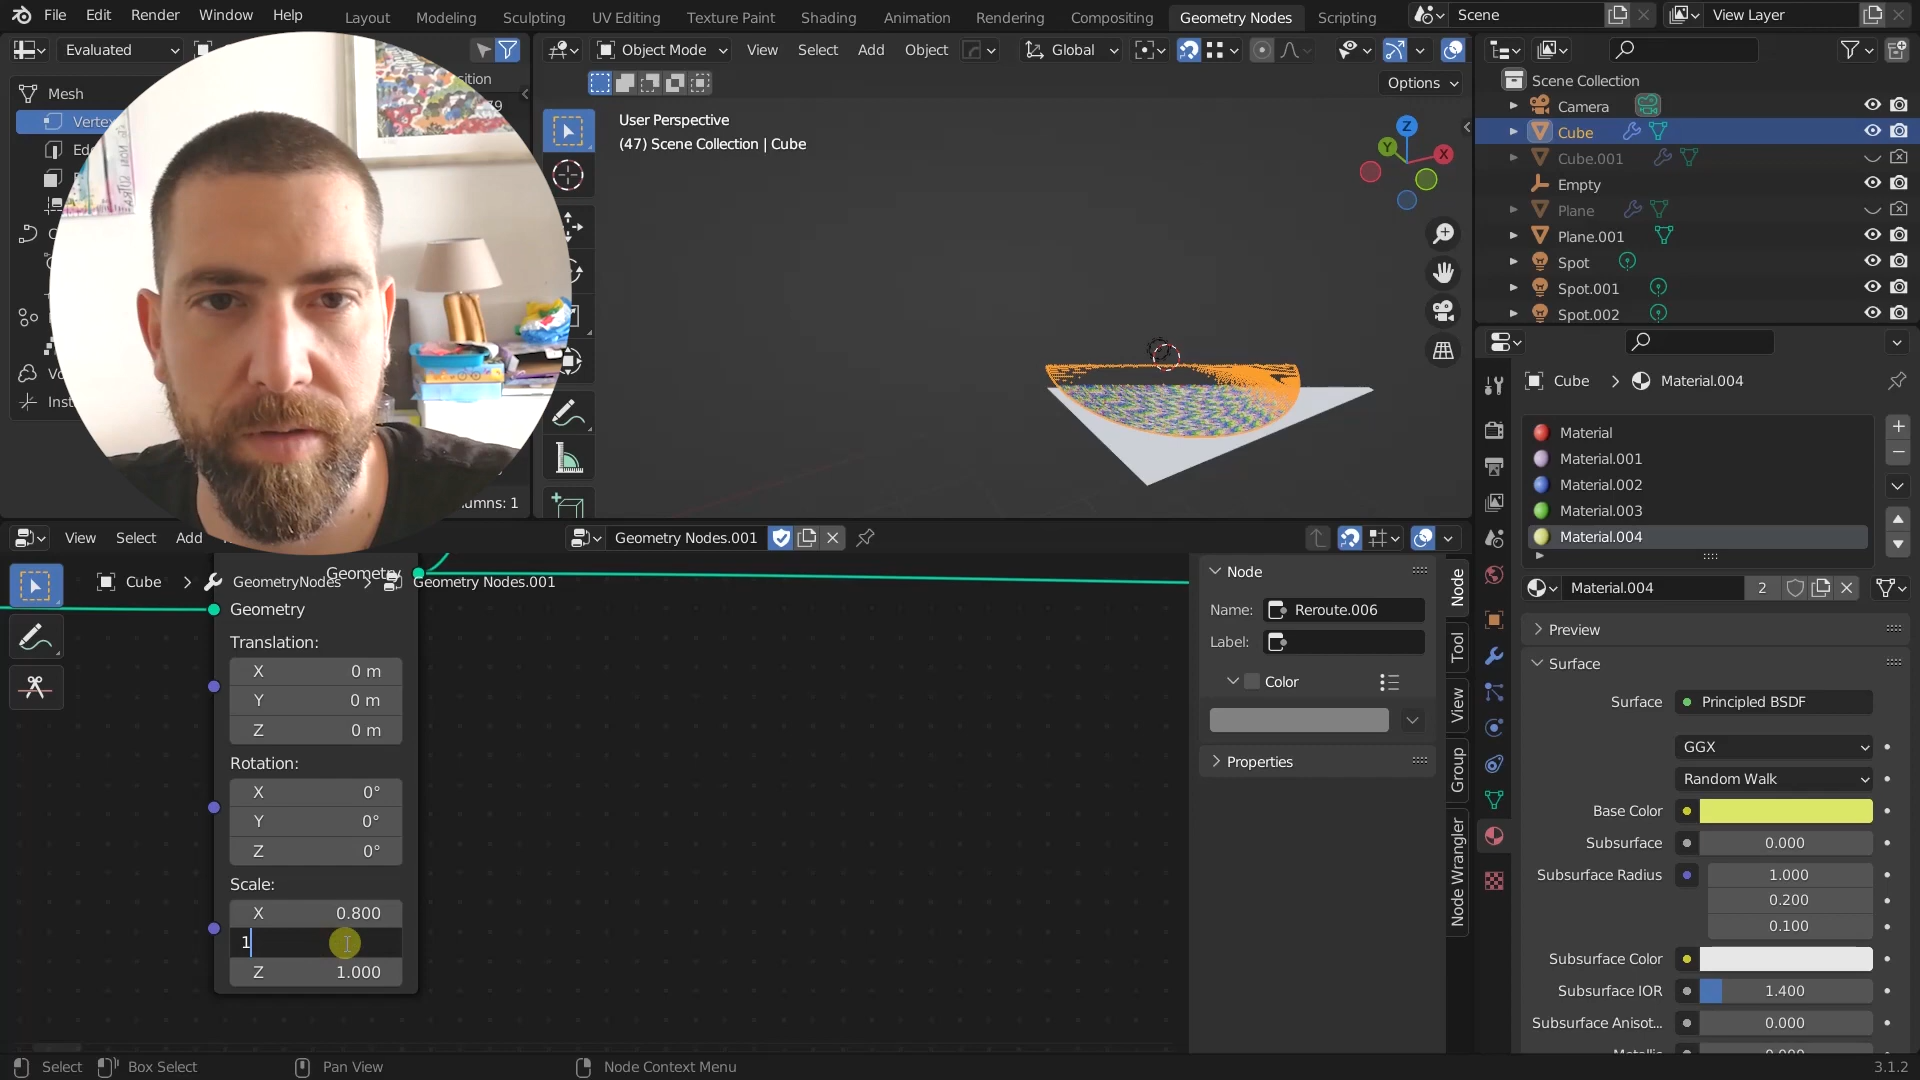 File Edit Render Window Help Layout Modeling Sculpting UV Editing Texture Paint Shading Animation Rendering Compositing Geometry Nodes Scripting Scene View Layer
Evaluated
Object Mode View Select Add Object Global
Options
Mesh
User Perspective
(47) Scene Collection | Cube
Z
Y
X
Scene Collection
Camera
Cube
Cube.001
Empty
Plane
Plane.001
Spot
Spot.001
Spot.002
Cube > Material.004
Material
Material.001
Material.002
Material.003
Material.004
Material.004 2
Preview
Surface
Surface Principled BSDF
GGX
Random Walk
Base Color
Subsurface 0.000
Subsurface Radius 1.000
0.200
0.100
Subsurface Color
Subsurface IOR 1.400
Subsurface Anisot... 0.000
View Select Add Geometry Nodes.001
Cube > GeometryNodes > Geometry Nodes.001
Geometry
Geometry
Translation:
X 0 m
Y 0 m
Z 0 m
Rotation:
X 0°
Y 0°
Z 0°
Scale:
X 0.800
1
Z 1.000
Node
Name: Reroute.006
Label:
Color
Properties
Node
Tool
View
Group
Node Wrangler
Select Box Select Pan View Node Context Menu 3.1.2